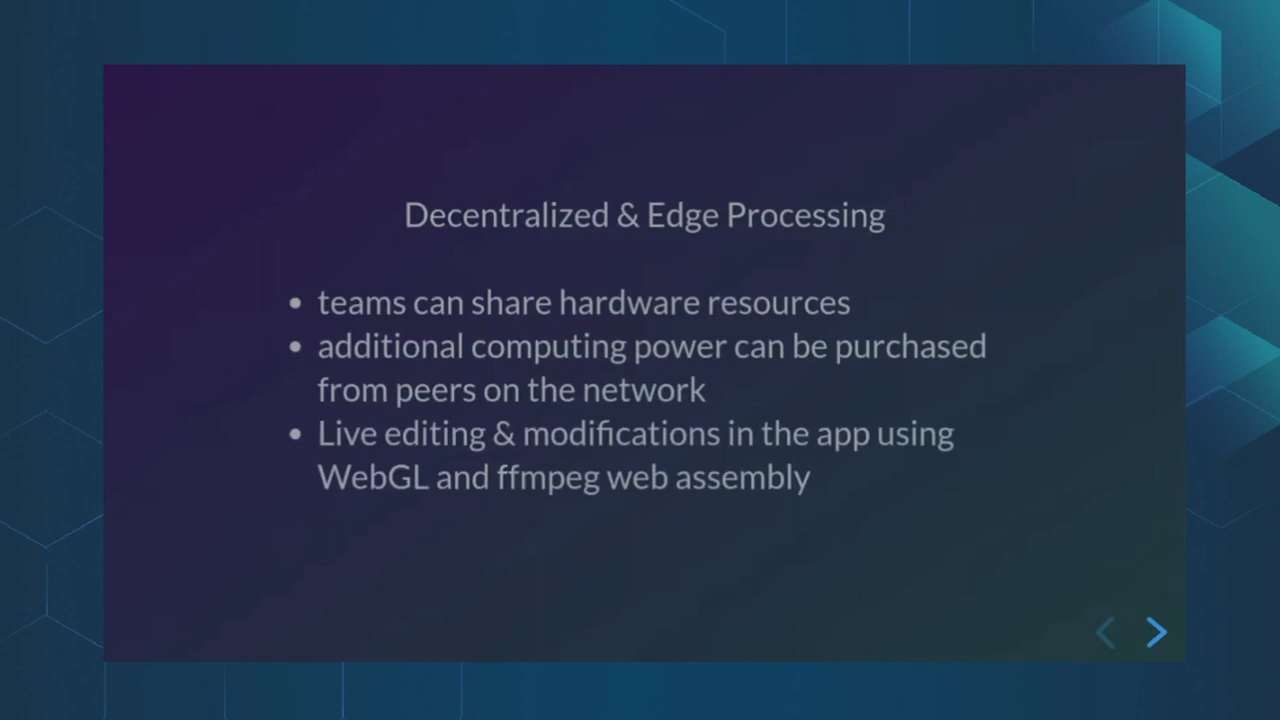 Decentralized & Edge Processing
• teams can share hardware resources
• additional computing power can be purchased
from peers on the network
• Live editing & modifications in the app using
WebGL and ffmpeg web assembly